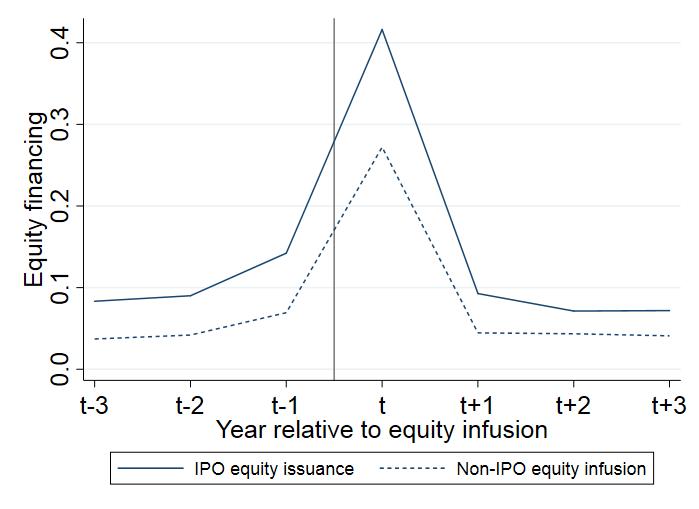 Equity financing
0.4
0.3
0.2
0.1
0.0
t-3 t-2 t-1 t t+1 t+2 t+3
Year relative to equity infusion
IPO equity issuance Non-IPO equity infusion